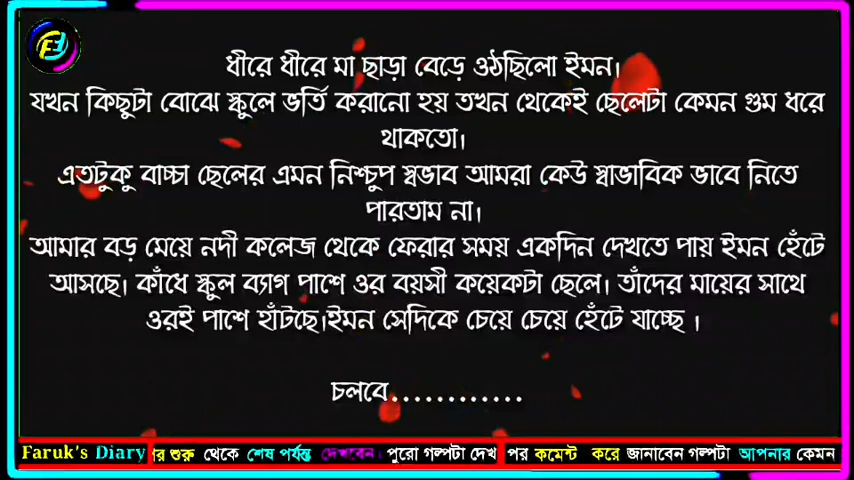 ধীরে ধীরে মা ছাড়া বেড়ে ওঠছিলো ইমন।
যখন কিছুটা বোঝে স্কুলে ভর্তি করানো হয় তখন থেকেই ছেলেটা কেমন গুম ধরে
থাকতো।
এতটুকু বাচ্চা ছেলের এমন নিশ্চুপ স্বভাব আমরা কেউ স্বাভাবিক ভাবে নিতে
পারতাম না।
আমার বড় মেয়ে নদী কলেজ থেকে ফেরার সময় একদিন দেখতে পায় ইমন হেঁটে
আসছে। কাঁধে স্কুল ব্যাগ পাশে ওর বয়সী কয়েকটা ছেলে। তাঁদের মায়ের সাথে
ওরই পাশে হাঁটছে।ইমন সেদিকে চেয়ে চেয়ে হেঁটে যাচ্ছে ।
চলবে............
Faruk's Diary শুরু থেকে শেষ পর্যন্ত দেখবেন। পুরো গল্পটা দেখ পর কমেন্ট করে জানাবেন গল্পটা আপনার কেমন